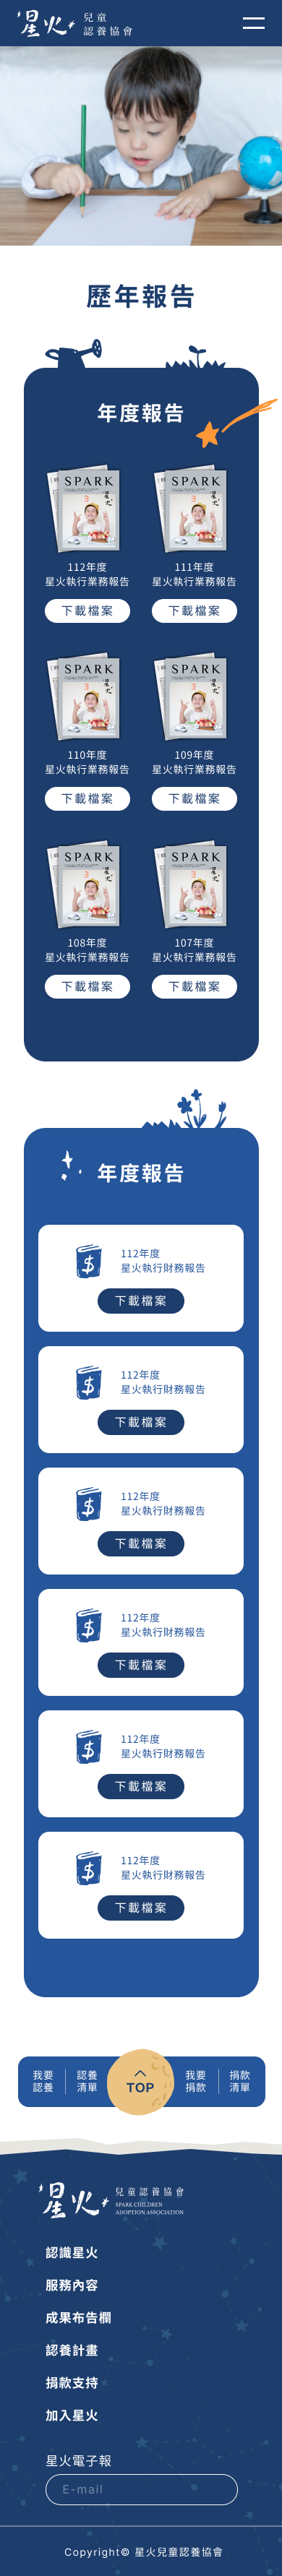 星火 兒童
認養協會
歷年報告
年度報告
SPARK
SPARK
112年度
星火執行業務報告
111年度
星火執行業務報告
下載檔案
下載檔案
SPARK
SPARK
110年度
星火執行業務報告
109年度
星火執行業務報告
下載檔案
下載檔案
SPARK
SPARK
108年度
星火執行業務報告
107年度
星火執行業務報告
下載檔案
下載檔案
年度報告
112年度
星火執行財務報告
下載檔案
112年度
星火執行財務報告
下載檔案
112年度
星火執行財務報告
下載檔案
112年度
星火執行財務報告
下載檔案
112年度
星火執行財務報告
下載檔案
112年度
星火執行財務報告
下載檔案
我要
認養
認養
清單
TOP
我要
捐款
捐款
清單
星火 兒童認養協會
SPARK CHILDREN
ADOPTION ASSOCIATION
認識星火
服務內容
成果布告欄
認養計畫
捐款支持
加入星火
星火電子報
E-mail
Copyright© 星火兒童認養協會